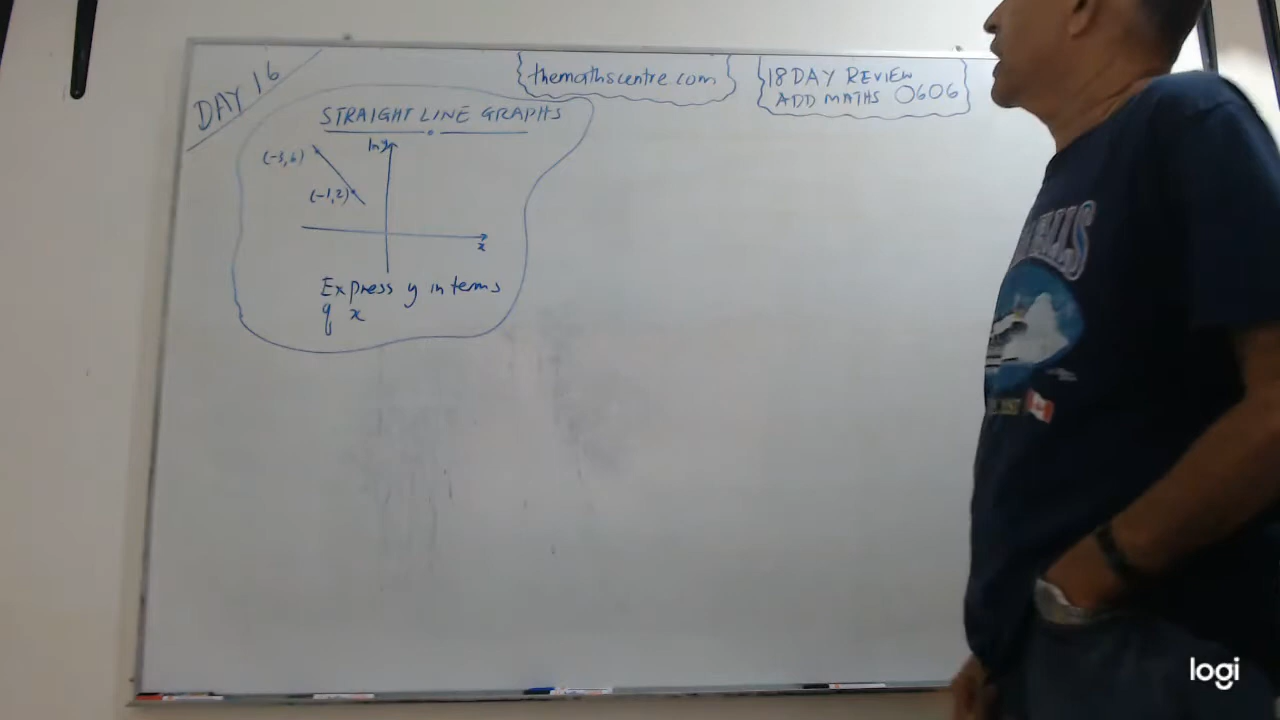 DAY 16
themathscentre.com
18 DAY REVIEW
ADD MATHS 0606
STRAIGHT LINE GRAPHS
lny
(-3,6)
(-1,2)
x
Express y in terms
of x
logi